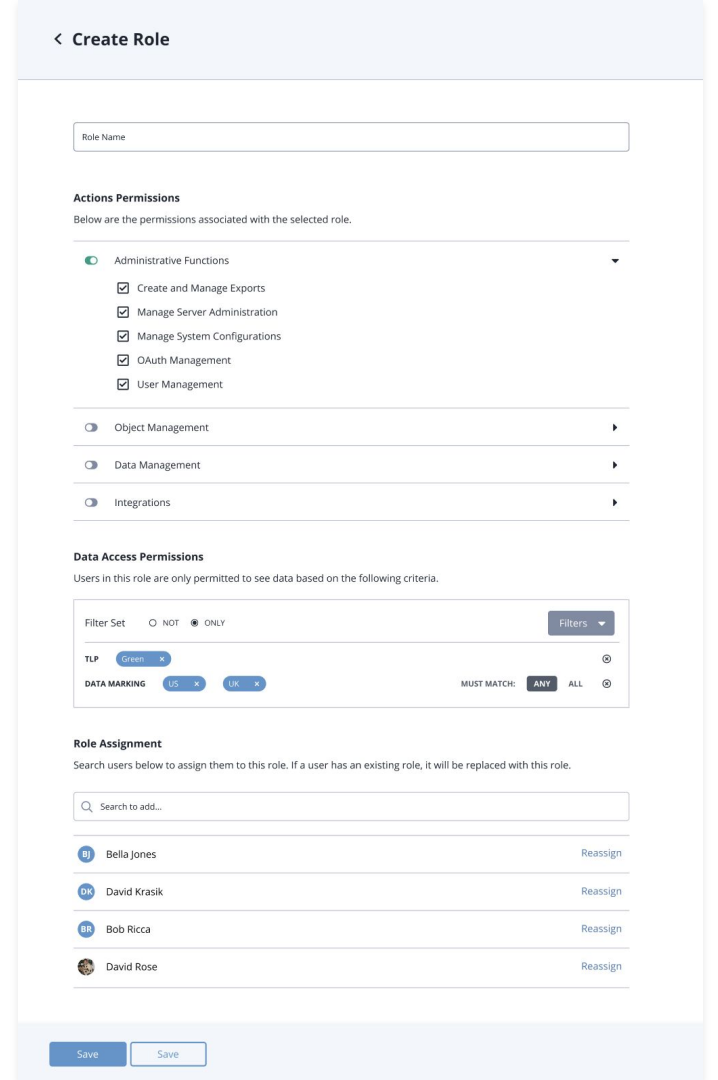 Create Role
Role Name
Actions Permissions
Below are the permissions associated with the selected role.
Administrative Functions
Create and Manage Exports
Manage Server Administration
Manage System Configurations
OAuth Management
User Management
Object Management
Data Management
Integrations
Data Access Permissions
Users in this role are only permitted to see data based on the following criteria.
Filter Set NOT ONLY Filters
TLP Green ×
DATA MARKING US × UK × MUST MATCH: ANY ALL
Role Assignment
Search users below to assign them to this role. If a user has an existing role, it will be replaced with this role.
Search to add...
BJ Bella Jones Reassign
DK David Krasik Reassign
BR Bob Ricca Reassign
David Rose Reassign
Save Save